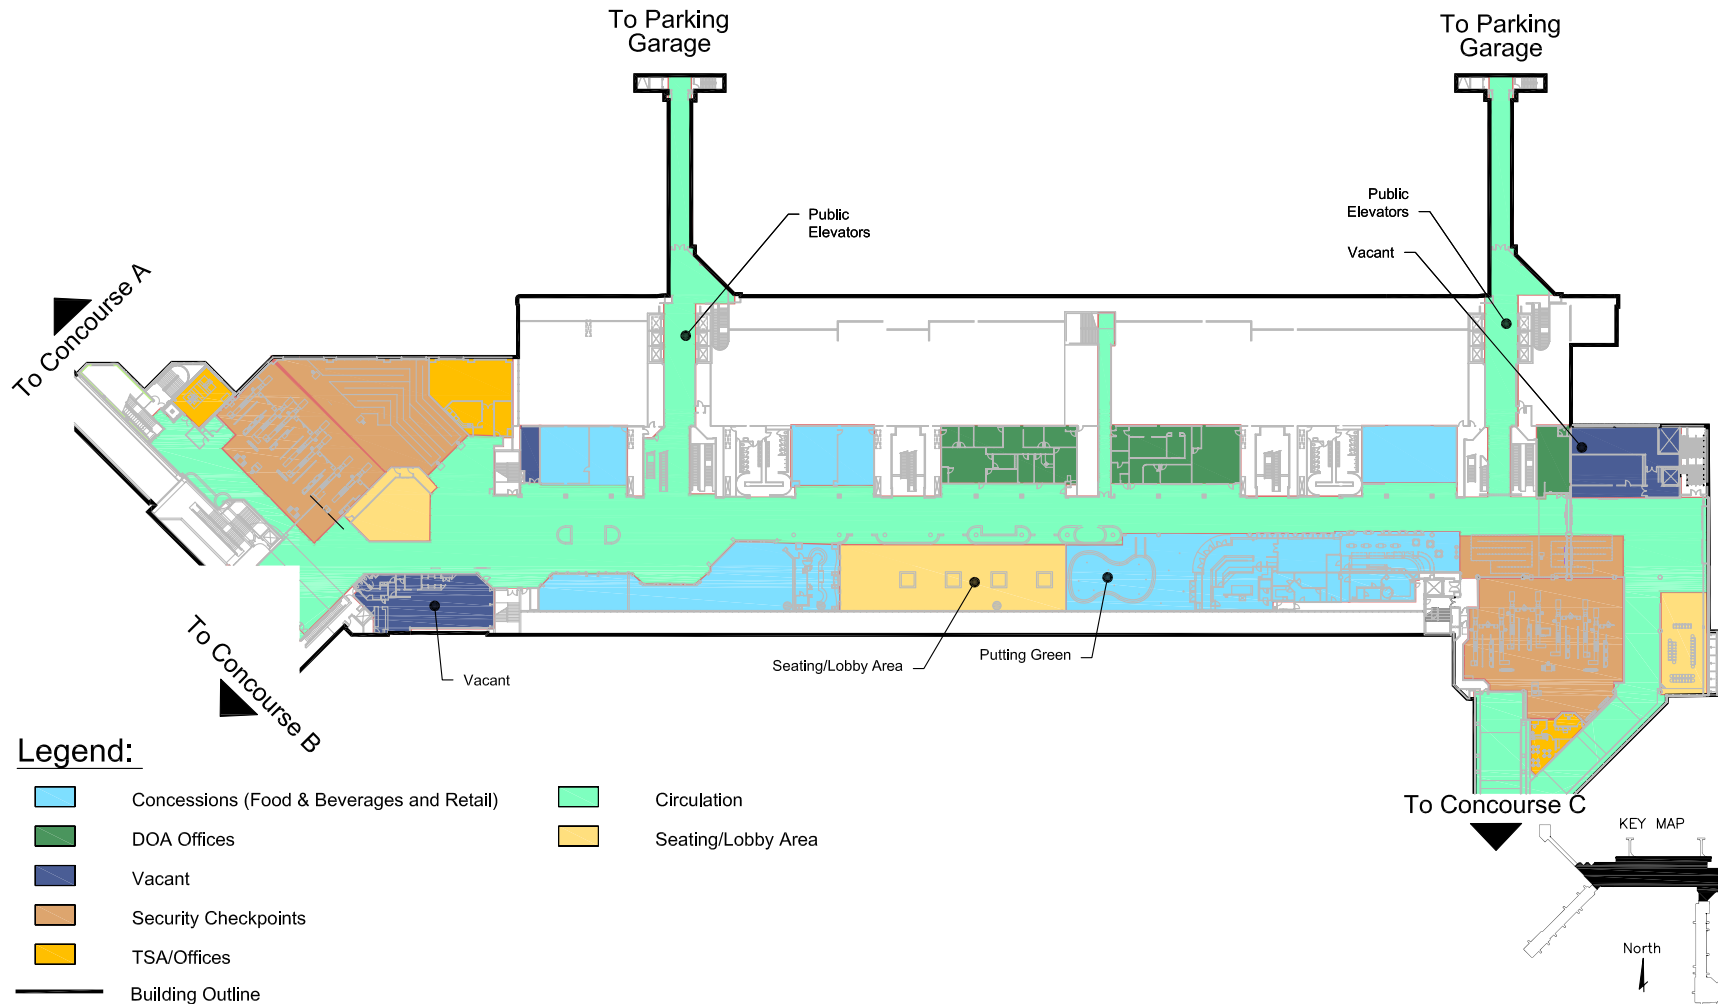 To Parking
Garage
To Parking
Garage
Public
Elevators
Public
Elevators
Vacant
To Concourse A
To Concourse B
Vacant
Seating/Lobby Area
Putting Green
To Concourse C
Legend:
Concessions (Food & Beverages and Retail)
DOA Offices
Vacant
Security Checkpoints
TSA/Offices
Building Outline
Circulation
Seating/Lobby Area
KEY MAP
North